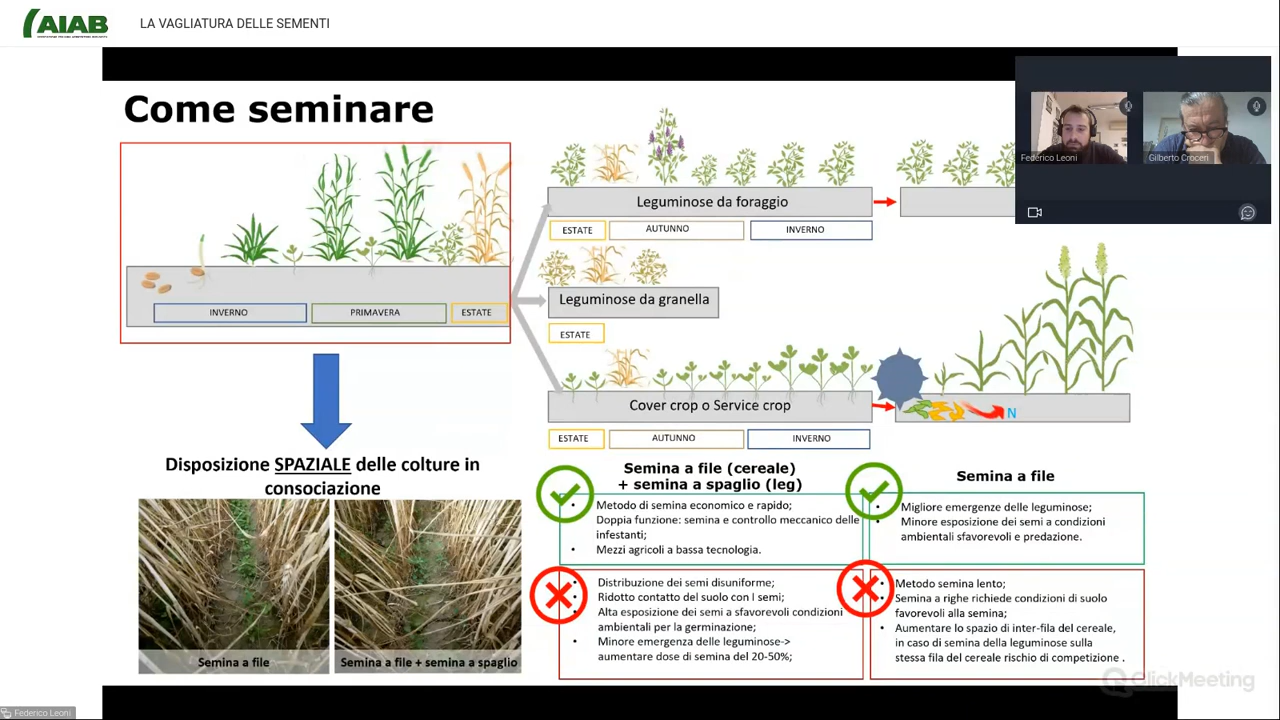 AIAB
LA VAGLIATURA DELLE SEMENTI
Come seminare
Federico Leoni
Gilberto Croceri
INVERNO
PRIMAVERA
ESTATE
Leguminose da foraggio
ESTATE
AUTUNNO
INVERNO
Leguminose da granella
ESTATE
Cover crop o Service crop
N
ESTATE
AUTUNNO
INVERNO
Disposizione SPAZIALE delle colture in
consociazione
Semina a file
Semina a file + semina a spaglio
Semina a file (cereale)
+ semina a spaglio (leg)
• Metodo di semina economico e rapido;
Doppia funzione: semina e controllo meccanico delle
infestanti;
• Mezzi agricoli a bassa tecnologia.
• Distribuzione dei semi disuniforme;
• Ridotto contatto del suolo con I semi;
• Alta esposizione dei semi a sfavorevoli condizioni
ambientali per la germinazione;
• Minore emergenza delle leguminose->
aumentare dose di semina del 20-50%;
Semina a file
• Migliore emergenze delle leguminose;
• Minore esposizione dei semi a condizioni
ambientali sfavorevoli e predazione.
• Metodo semina lento;
• Semina a righe richiede condizioni di suolo
favorevoli alla semina;
• Aumentare lo spazio di inter-fila del cereale,
in caso di semina della leguminose sulla
stessa fila del cereale rischio di competizione .
ClickMeeting
Federico Leoni